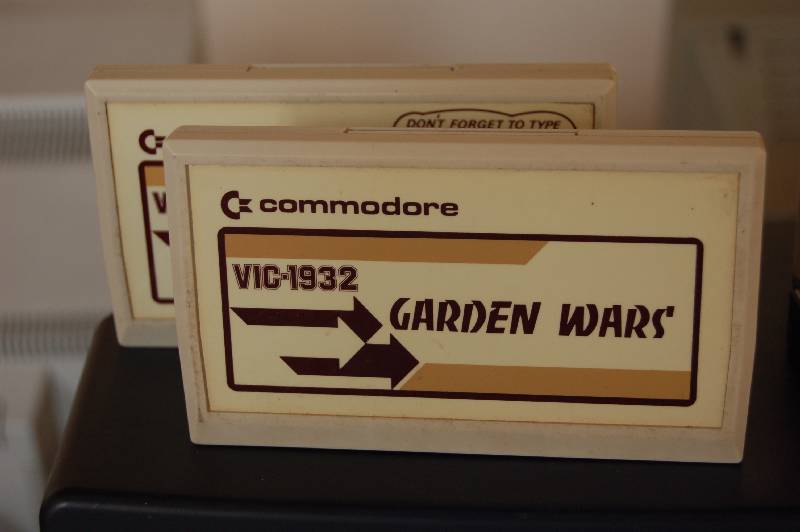 DON'T FORGET TO TYPE
commodore
VIC-1932
GARDEN WARS